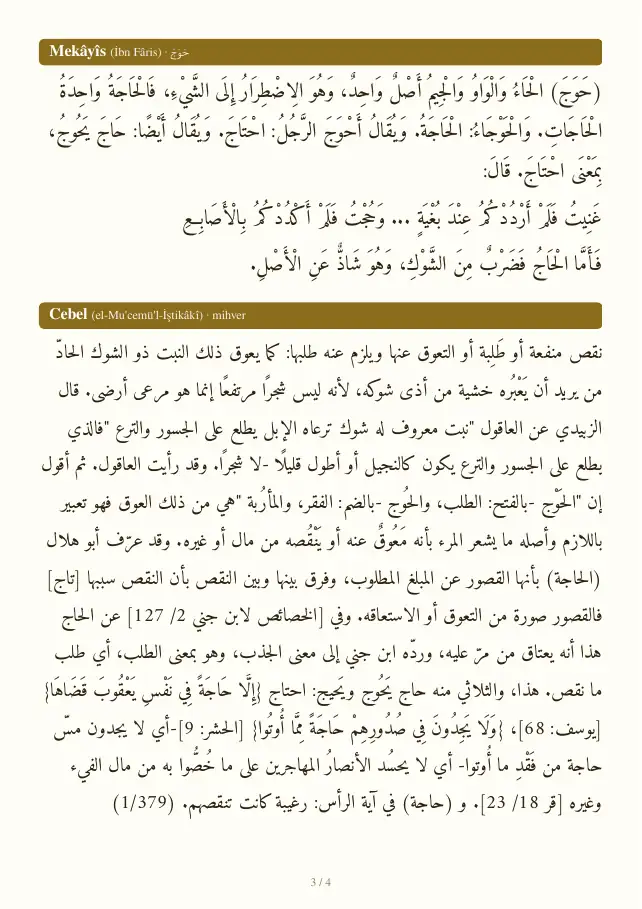 Mekâyîs (İbn Fâris) · حَوَجَ
(حَوَجَ) الْحَاءُ وَالْوَاوُ وَالْجِيمُ أَصْلٌ وَاحِدٌ، وَهُوَ الِاضْطِرَارُ إِلَى الشَّيْءِ، فَالْحَاجَةُ وَاحِدَةُ
الْحَاجَاتِ. وَالْحَوْجَاءُ: الْحَاجَةُ. وَيُقَالُ أَحْوَجَ الرَّجُلُ: احْتَاجَ. وَيُقَالُ أَيْضًا: حَاجَ يَحُوجُ،
بِمَعْنَى احْتَاجَ. قَالَ:
غَنِيتُ فَلَمْ أَرْدُدْكُمُ عِنْدَ بُغْيَةٍ ... وَحُجْتُ فَلَمْ أَكْدُدْكُمُ بِالْأَصَابِعِ
فَأَمَّا الْحَاجُ فَضَرْبٌ مِنَ الشَّوْكِ، وَهُوَ شَاذٌّ عَنِ الْأَصْلِ.
Cebel (el-Mu'cemü'l-İştikâkî) · mihver
نقص منفعة أو طَلِبة أو التعوق عنها ويلزم عنه طلبها: كما يعوق ذلك النبت ذو الشوك الحادّ
من يريد أن يَعْبُره خشية من أذى شوكه، لأنه ليس شجرًا مرتفعًا إنما هو مرعى أرضى. قال
الزبيدي عن العاقول "نبت معروف له شوك ترعاه الإبل يطلع على الجسور والترع "فالذي
يطلع على الجسور والترع يكون كالنجيل أو أطول قليلًا -لا شجرًا. وقد رأيت العاقول. ثم أقول
إن "الحَوْج -بالفتح: الطلب، والحُوج -بالضم: الفقر، والمأرُبة "هي من ذلك العوق فهو تعبير
باللازم وأصله ما يشعر المرء بأنه مَعُوقٌ عنه أو يَنْقُصه من مال أو غيره. وقد عرّف أبو هلال
(الحاجة) بأنها القصور عن المبلغ المطلوب، وفرق بينها وبين النقص بأن النقص سببها [تاج]
فالقصور صورة من التعوق أو الاستعاقه. وفي [الخصائص لابن جني 2/ 127] عن الحاج
هذا أنه يعتاق من مرّ عليه، وردّه ابن جني إلى معنى الجذب، وهو بمعنى الطلب، أي طلب
ما نقص. هذا، والثلاثي منه حاج يَحُوج ويَحيج: احتاج {إِلَّا حَاجَةً فِي نَفْسِ يَعْقُوبَ قَضَاهَا}
[يوسف: 68]، {وَلَا يَجِدُونَ فِي صُدُورِهِمْ حَاجَةً مِمَّا أُوتُوا} [الحشر: 9]-أي لا يجدون مسّ
حاجة من فَقْدِ ما أُوتوا- أي لا يحسُد الأنصارُ المهاجرين على ما خُصُّوا به من مال الفيء
وغيره [قر 18/ 23]. و (حاجة) في آية الرأس: رغيبة كانت تنقصهم. (1/379)
3 / 4